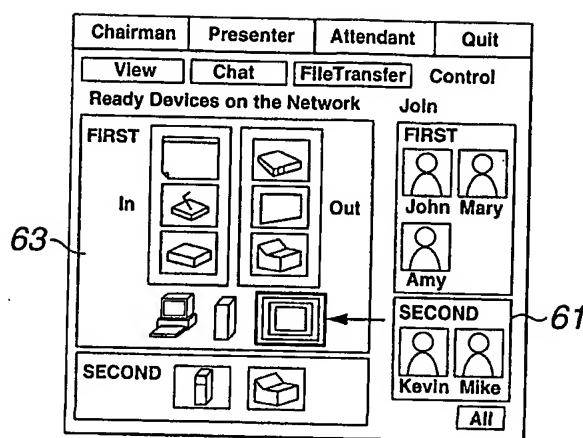 Chairman Presenter Attendant Quit
View Chat FileTransfer Control
Ready Devices on the Network Join
FIRST
In
Out
63
SECOND
FIRST
John Mary
Amy
SECOND
61
Kevin Mike
All